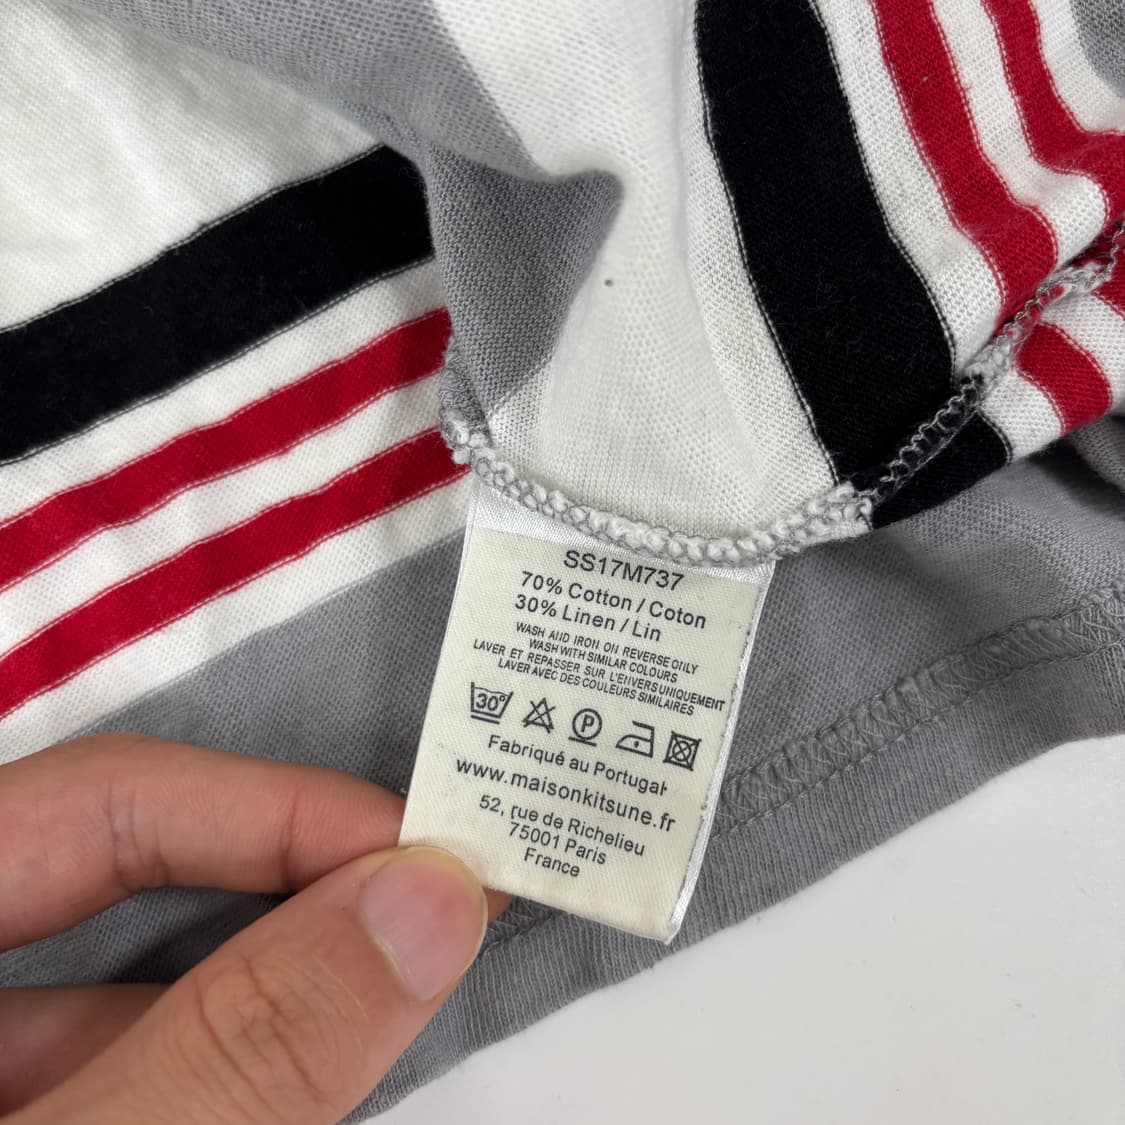 SS17M737
70% Cotton / Coton
30% Linen / Lin
WASH AND IRON ON REVERSE ONLY
WASH WITH SIMILAR COLOURS
LAVER ET REPASSER SUR L'ENVERS UNIQUEMENT
LAVER AVEC DES COULEURS SIMILAIRES
30° P
Fabriqué au Portugal
www.maisonkitsune.fr
52, rue de Richelieu
75001 Paris
France